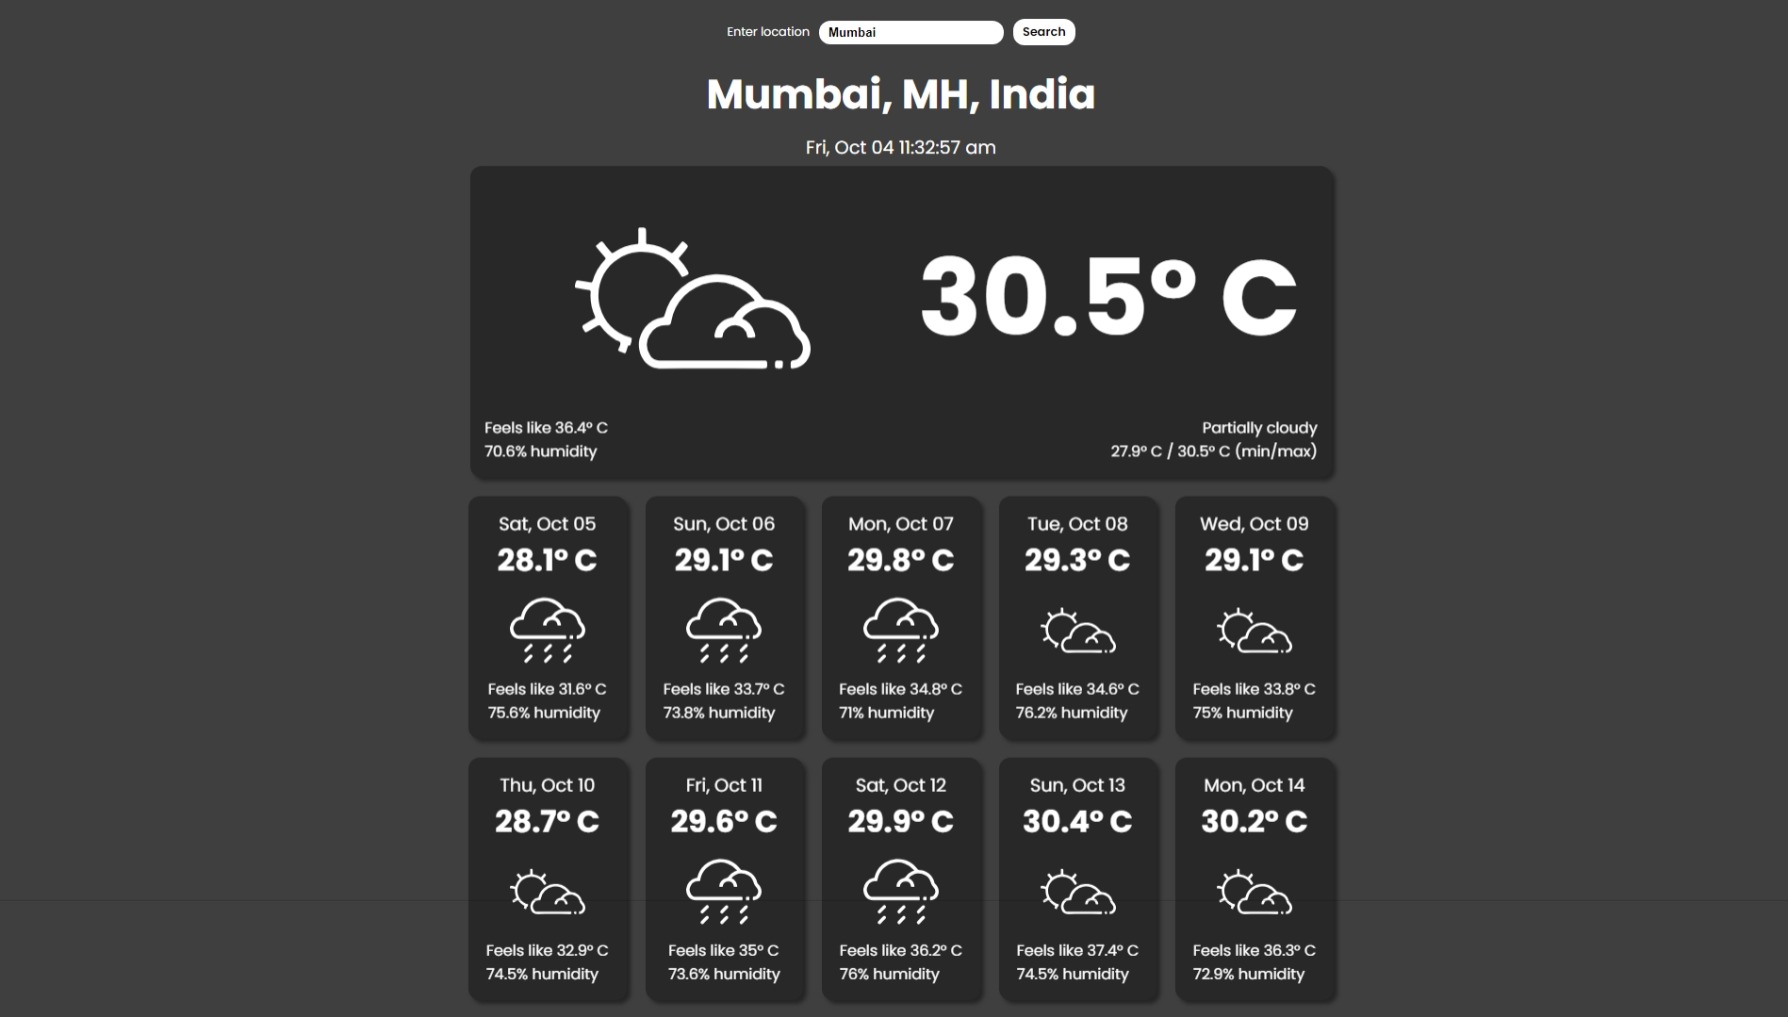 Enter location Mumbai Search
Mumbai, MH, India
Fri, Oct 04 11:32:57 am
30.5° C
Feels like 36.4° C
70.6% humidity
Partially cloudy
27.9° C / 30.5° C (min/max)
Sat, Oct 05
28.1° C
Feels like 31.6° C
75.6% humidity
Sun, Oct 06
29.1° C
Feels like 33.7° C
73.8% humidity
Mon, Oct 07
29.8° C
Feels like 34.8° C
71% humidity
Tue, Oct 08
29.3° C
Feels like 34.6° C
76.2% humidity
Wed, Oct 09
29.1° C
Feels like 33.8° C
75% humidity
Thu, Oct 10
28.7° C
Feels like 32.9° C
74.5% humidity
Fri, Oct 11
29.6° C
Feels like 35° C
73.6% humidity
Sat, Oct 12
29.9° C
Feels like 36.2° C
76% humidity
Sun, Oct 13
30.4° C
Feels like 37.4° C
74.5% humidity
Mon, Oct 14
30.2° C
Feels like 36.3° C
72.9% humidity